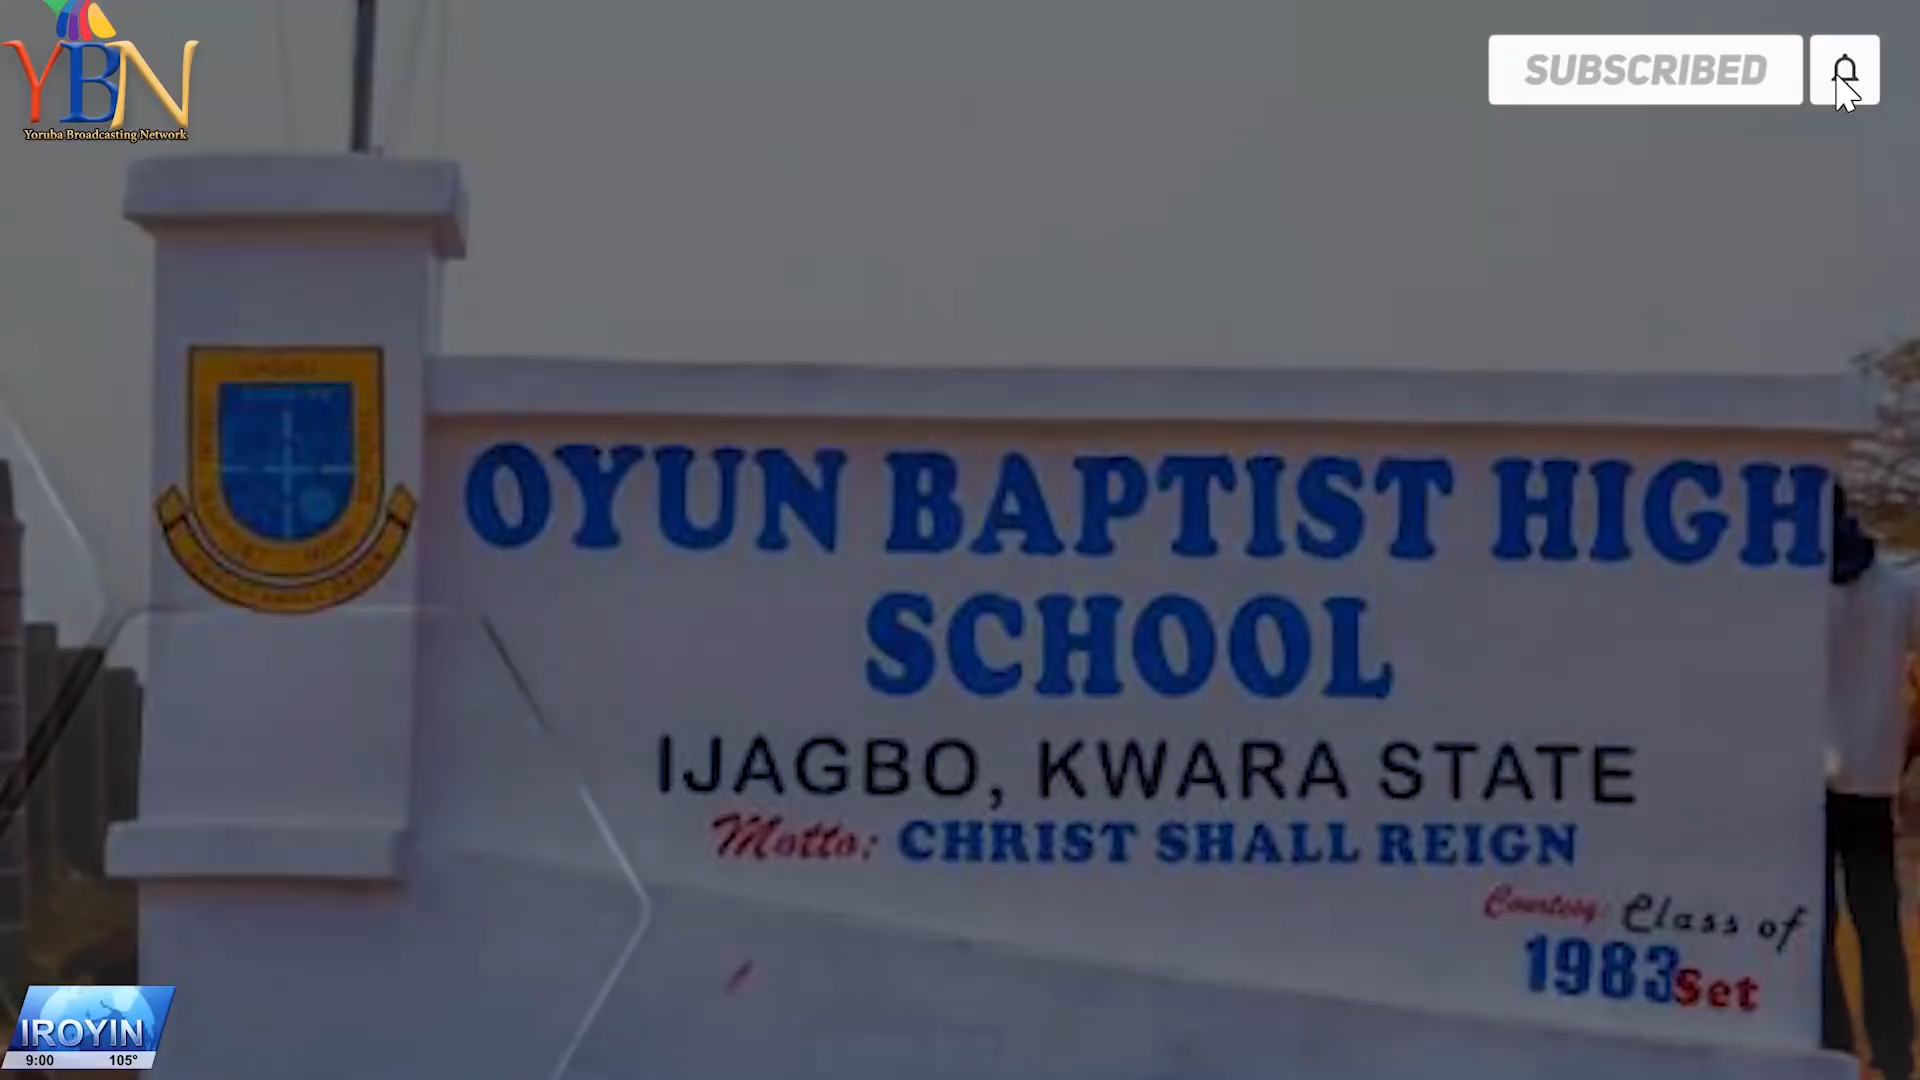 YBN
Yoruba Broadcasting Network
SUBSCRIBED
OYUN BAPTIST HIGH
SCHOOL
IJAGBO, KWARA STATE
Motto: CHRIST SHALL REIGN
Courtesy: Class of
1983 Set
IROYIN
9:00 105°